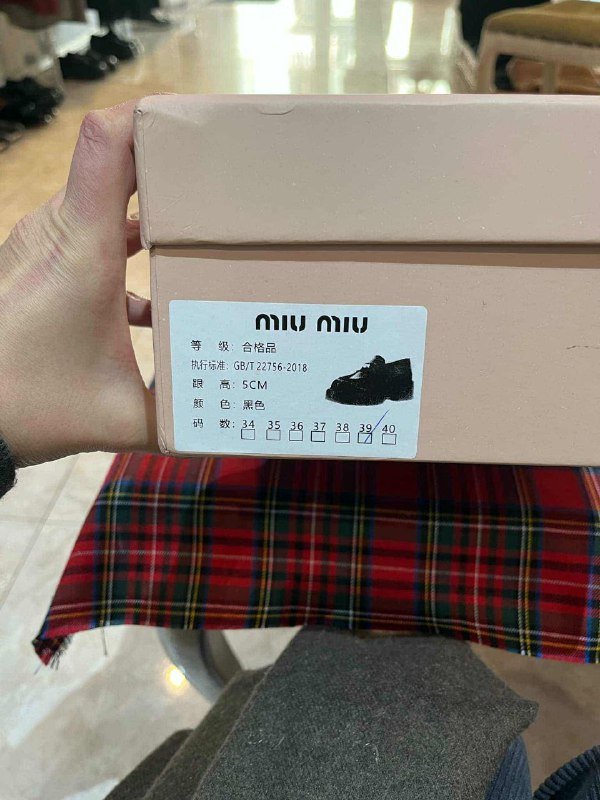 miu miu
等 级: 合格品
执行标准: GB/T 22756-2018
跟 高: 5CM
颜 色: 黑色
码 数: 34 35 36 37 38 39 40